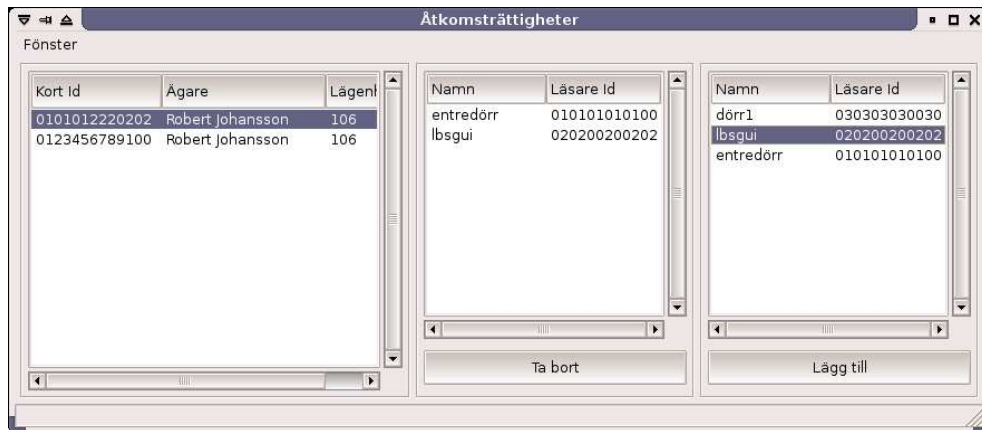 Åtkomsträttigheter
Fönster
Kort Id Ägare Lägenh
0101012220202 Robert Johansson 106
0123456789100 Robert Johansson 106
Namn Läsare Id
entredörr 010101010100
lbsgui 020200200202
Ta bort
Namn Läsare Id
dörr1 030303030030
lbsgui 020200200202
entredörr 010101010100
Lägg till